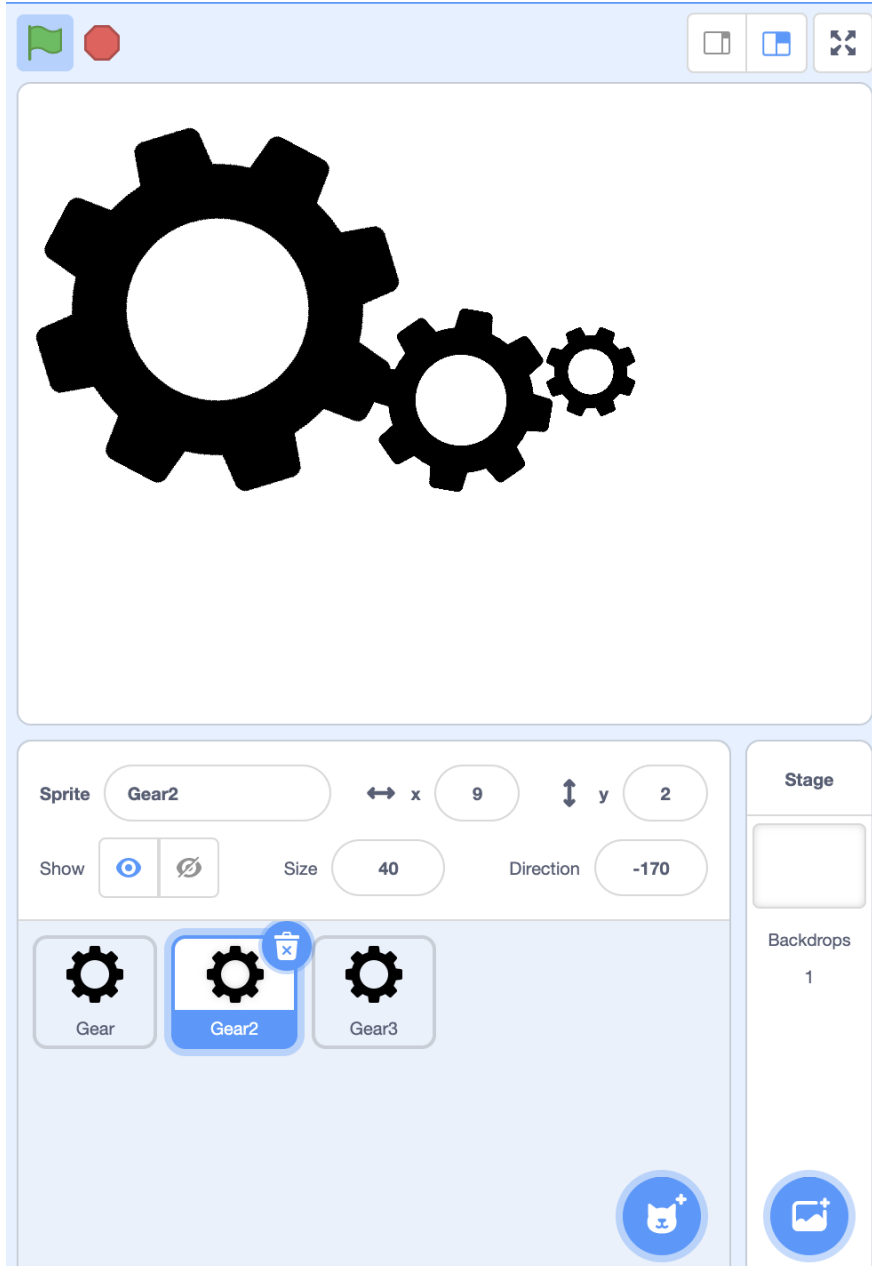 Sprite Gear2 x 9 y 2
Show Size 40 Direction -170
Gear Gear2 Gear3
Stage
Backdrops
1